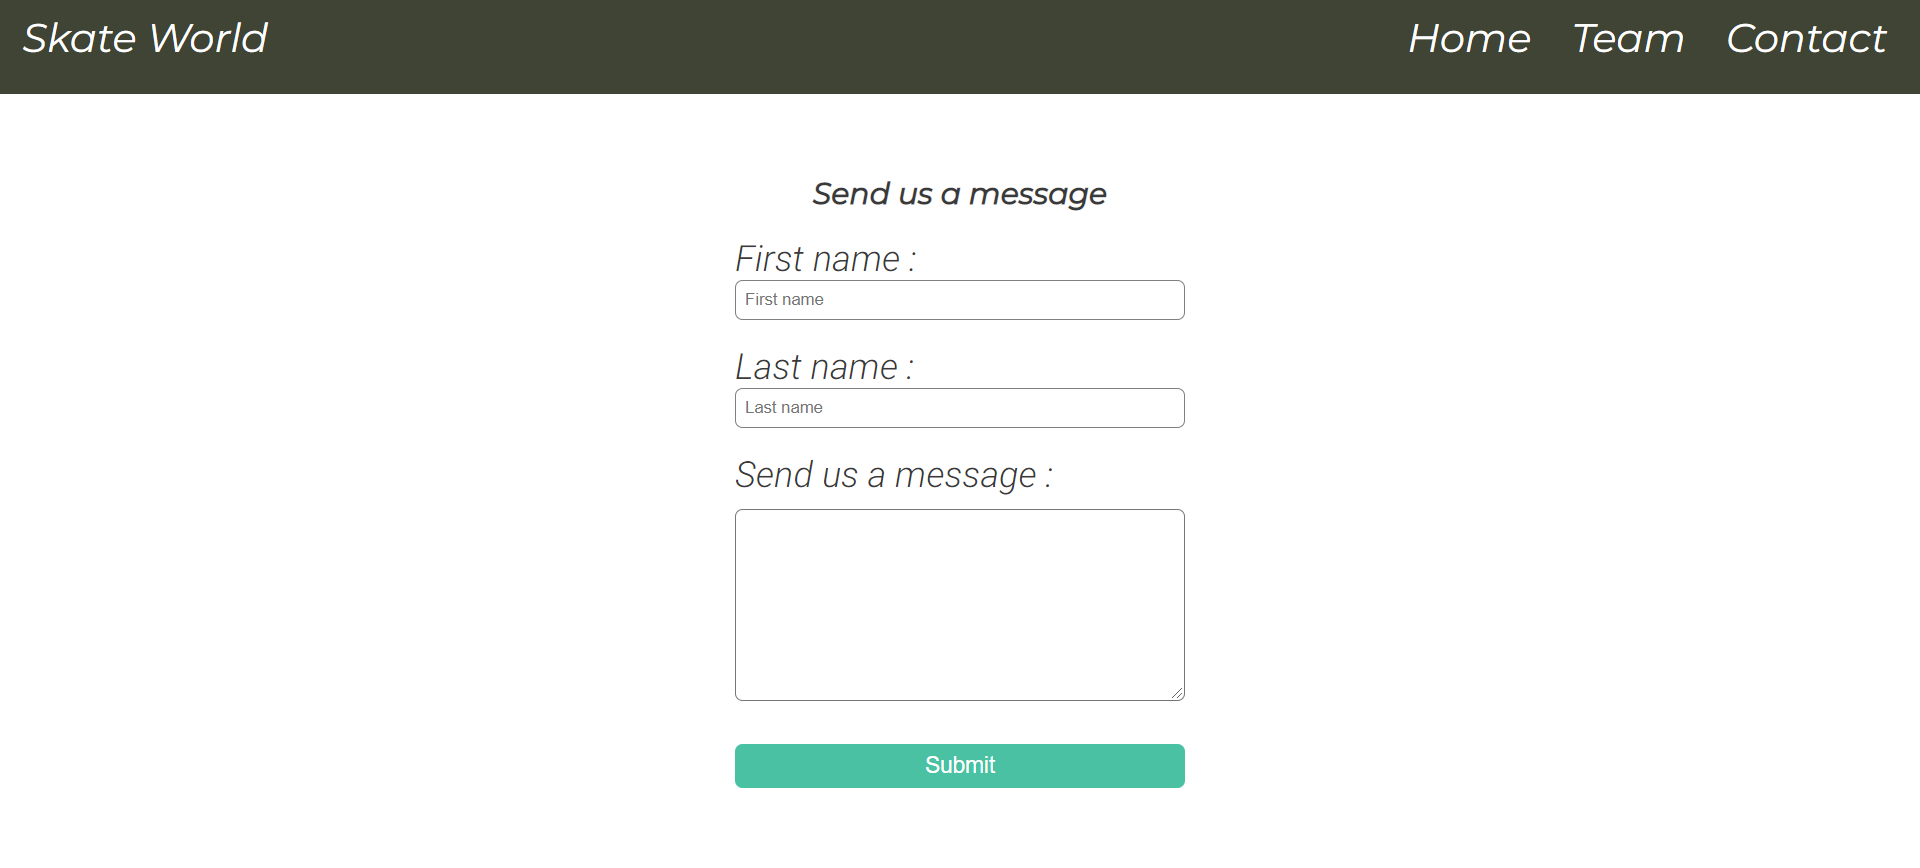 Skate World Home Team Contact
Send us a message
First name :
First name
Last name :
Last name
Send us a message :
Submit